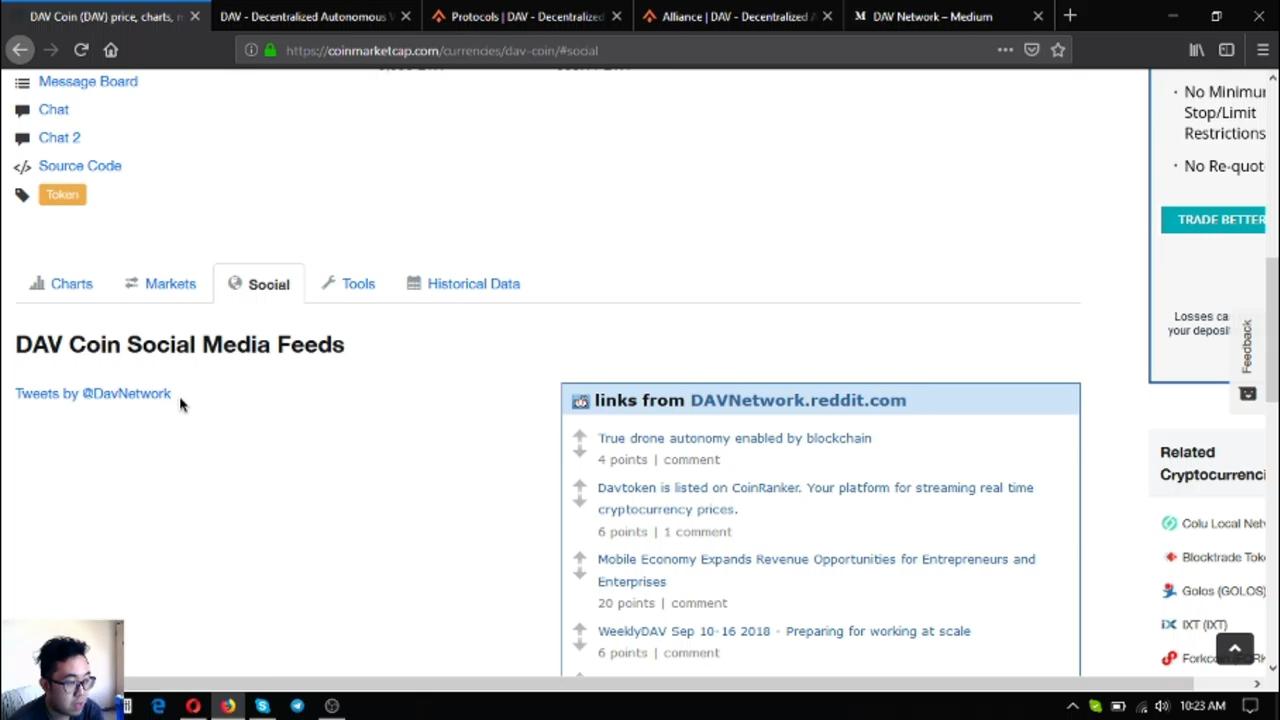 DAV Coin (DAV) price, charts,
DAV - Decentralized Autonomous
Protocols | DAV - Decentralized
Alliance | DAV - Decentralized
M DAV Network – Medium
https://coinmarketcap.com/currencies/dav-coin/#social
Message Board
Chat
Chat 2
Source Code
Token
Charts
Markets
Social
Tools
Historical Data
DAV Coin Social Media Feeds
Tweets by @DavNetwork
links from DAVNetwork.reddit.com
True drone autonomy enabled by blockchain
4 points | comment
Davtoken is listed on CoinRanker. Your platform for streaming real time
cryptocurrency prices.
6 points | 1 comment
Mobile Economy Expands Revenue Opportunities for Entrepreneurs and
Enterprises
20 points | comment
WeeklyDAV Sep 10-16 2018 - Preparing for working at scale
6 points | comment
· No Minimu
Stop/Limit
Restrictions
· No Re-quot
TRADE BETTER
Losses ca
your deposi
Feedback
Related
Cryptocurrenci
Colu Local Net
Blocktrade Tok
Golos (GOLOS)
IXT (IXT)
Forkcoin
10:23 AM